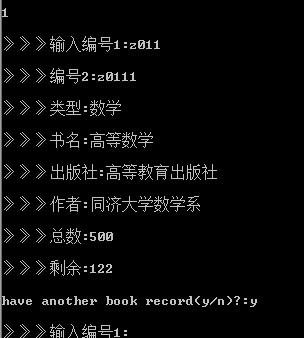 1
>>>输入编号1:z011
>>>编号2:z0111
>>>类型:数学
>>>书名:高等数学
>>>出版社:高等教育出版社
>>>作者:同济大学数学系
>>>总数:500
>>>剩余:122
have another book record(y/n)?:y
>>>输入编号1: